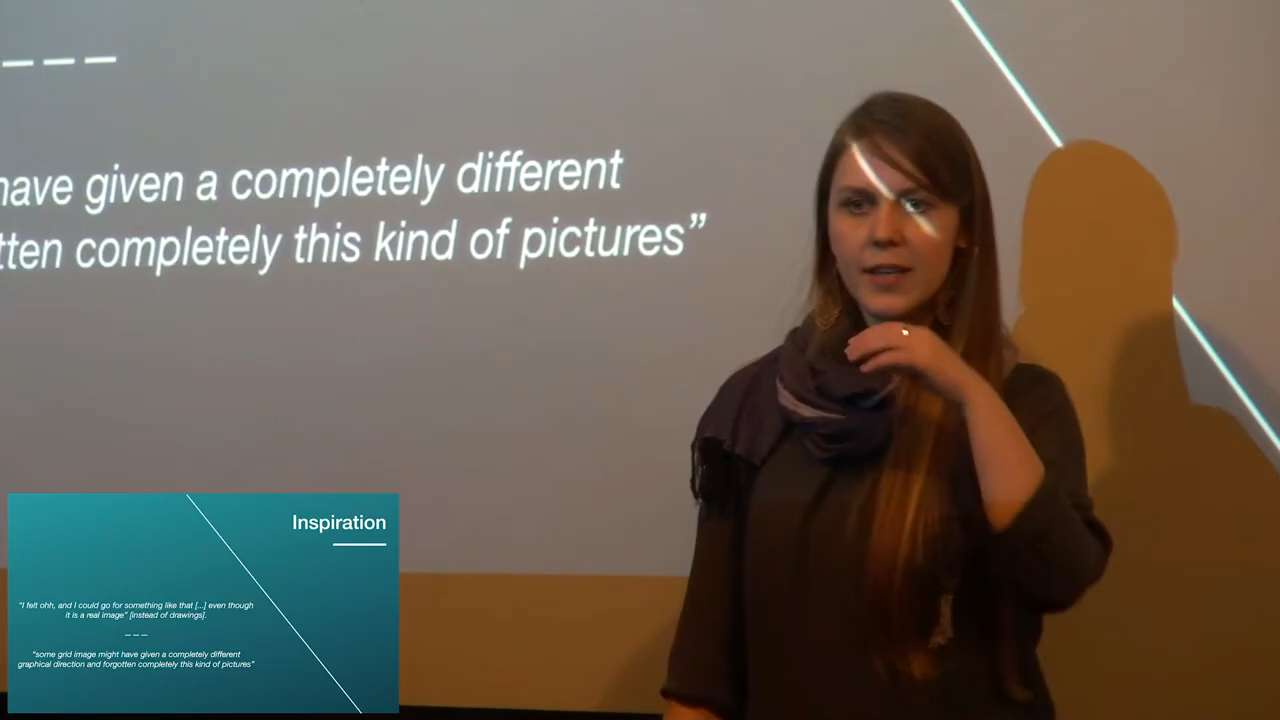 _ _ _
have given a completely different
tten completely this kind of pictures”
Inspiration
“I felt ohh, and I could go for something like that [...] even though
it is a real image” [instead of drawings].
_ _ _
“some grid image might have given a completely different
graphical direction and forgotten completely this kind of pictures”